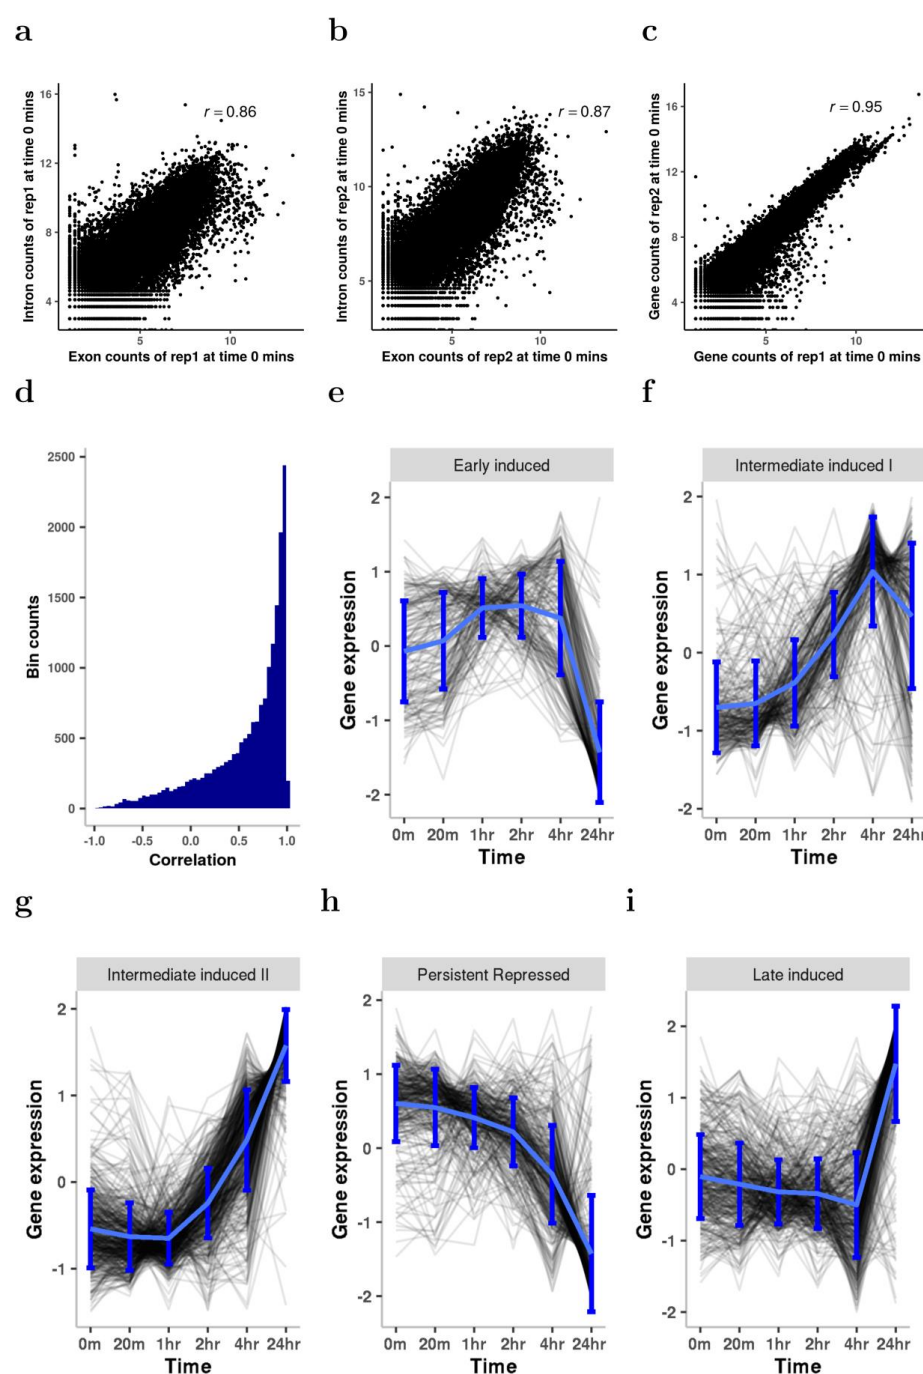 a
b
c
16
12
8
4
r = 0.86
5
10
Intron counts of rep1 at time 0 mins
Exon counts of rep1 at time 0 mins
15
10
5
r = 0.87
5
10
Intron counts of rep2 at time 0 mins
Exon counts of rep2 at time 0 mins
16
12
8
4
r = 0.95
5
10
Gene counts of rep2 at time 0 mins
Gene counts of rep1 at time 0 mins
d
e
f
2500
2000
1500
1000
500
0
-1.0
-0.5
0.0
0.5
1.0
Bin counts
Correlation
Early induced
2
1
0
-1
-2
0m
20m
1hr
2hr
4hr
24hr
Gene expression
Time
Intermediate induced I
2
1
0
-1
-2
0m
20m
1hr
2hr
4hr
24hr
Gene expression
Time
g
h
i
Intermediate induced II
2
1
0
-1
0m
20m
1hr
2hr
4hr
24hr
Gene expression
Time
Persistent Repressed
2
1
0
-1
-2
0m
20m
1hr
2hr
4hr
24hr
Gene expression
Time
Late induced
2
1
0
-1
-2
0m
20m
1hr
2hr
4hr
24hr
Gene expression
Time